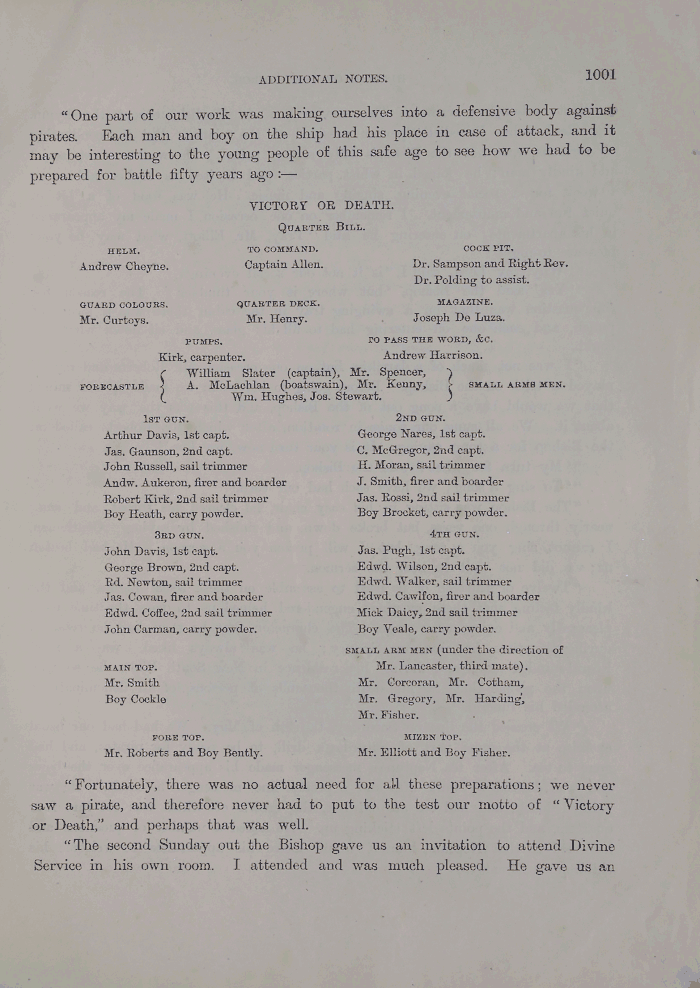 ADDITIONAL NOTES. 1001
"One part of our work was making ourselves into a defensive body against
pirates. Each man and boy on the ship had his place in case of attack, and it
may be interesting to the young people of this safe age to see how we had to be
prepared for battle fifty years ago :—
VICTORY OR DEATH.
QUARTER BILL.
HELM. TO COMMAND. COCK PIT.
Andrew Cheyne. Captain Allen. Dr. Sampson and Right Rev.
Dr. Polding to assist.
GUARD COLOURS. QUARTER DECK. MAGAZINE.
Mr. Curtoys. Mr. Henry. Joseph De Luza.
PUMPS. TO PASS THE WORD, &C.
Kirk, carpenter. Andrew Harrison.
William Slater (captain), Mr. Spencer,
FORECASTLE { A. McLachlan (boatswain), Mr. Kenny, } SMALL ARMS MEN.
Wm. Hughes, Jos. Stewart.
1ST GUN. 2ND GUN.
Arthur Davis, 1st capt. George Nares, 1st capt.
Jas. Gaunson, 2nd capt. C. McGregor, 2nd capt.
John Russell, sail trimmer H. Moran, sail trimmer
Andw. Aukeron, firer and boarder J. Smith, firer and boarder
Robert Kirk, 2nd sail trimmer Jas. Rossi, 2nd sail trimmer
Boy Heath, carry powder. Boy Brocket, carry powder.
3RD GUN. 4TH GUN.
John Davis, 1st capt. Jas. Pugh, 1st capt.
George Brown, 2nd capt. Edwd. Wilson, 2nd capt.
Rd. Newton, sail trimmer Edwd. Walker, sail trimmer
Jas. Cowan, firer and boarder Edwd. Cawlfon, firer and boarder
Edwd. Coffee, 2nd sail trimmer Mick Daicy, 2nd sail trimmer
John Carman, carry powder. Boy Veale, carry powder.
SMALL ARM MEN (under the direction of
MAIN TOP. Mr. Lancaster, third mate).
Mr. Smith Mr. Corcoran, Mr. Cotham,
Boy Cockle Mr. Gregory, Mr. Harding,
Mr. Fisher.
FORE TOP. MIZEN TOP.
Mr. Roberts and Boy Bently. Mr. Elliott and Boy Fisher.
"Fortunately, there was no actual need for all these preparations; we never
saw a pirate, and therefore never had to put to the test our motto of "Victory
or Death," and perhaps that was well.
"The second Sunday out the Bishop gave us an invitation to attend Divine
Service in his own room. I attended and was much pleased. He gave us an